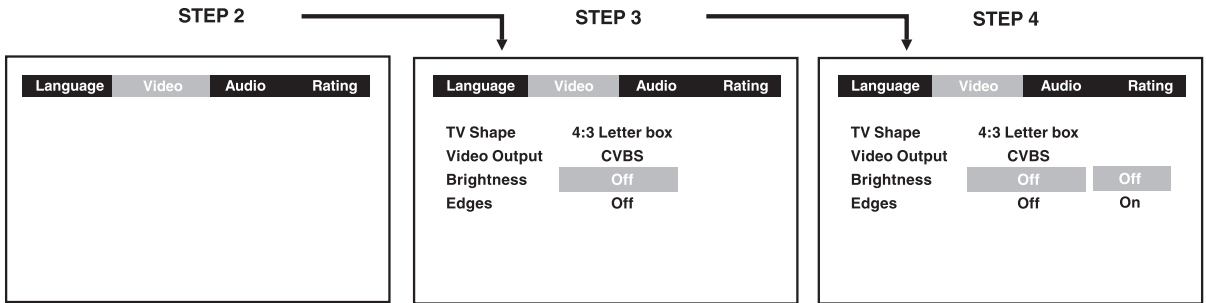 STEP 2
STEP 3
STEP 4
Language Video Audio Rating
Language Video Audio Rating
TV Shape 4:3 Letter box
Video Output CVBS
Brightness Off
Edges Off
Language Video Audio Rating
TV Shape 4:3 Letter box
Video Output CVBS
Brightness Off Off
Edges Off On